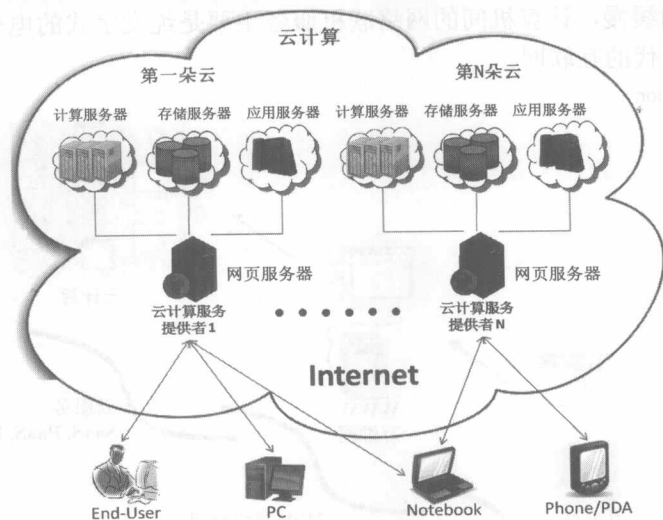 云计算
第一朵云
第N朵云
计算服务器 存储服务器 应用服务器 计算服务器 存储服务器 应用服务器
网页服务器 网页服务器
云计算服务
提供者1
云计算服务
提供者N
Internet
End-User PC Notebook Phone/PDA